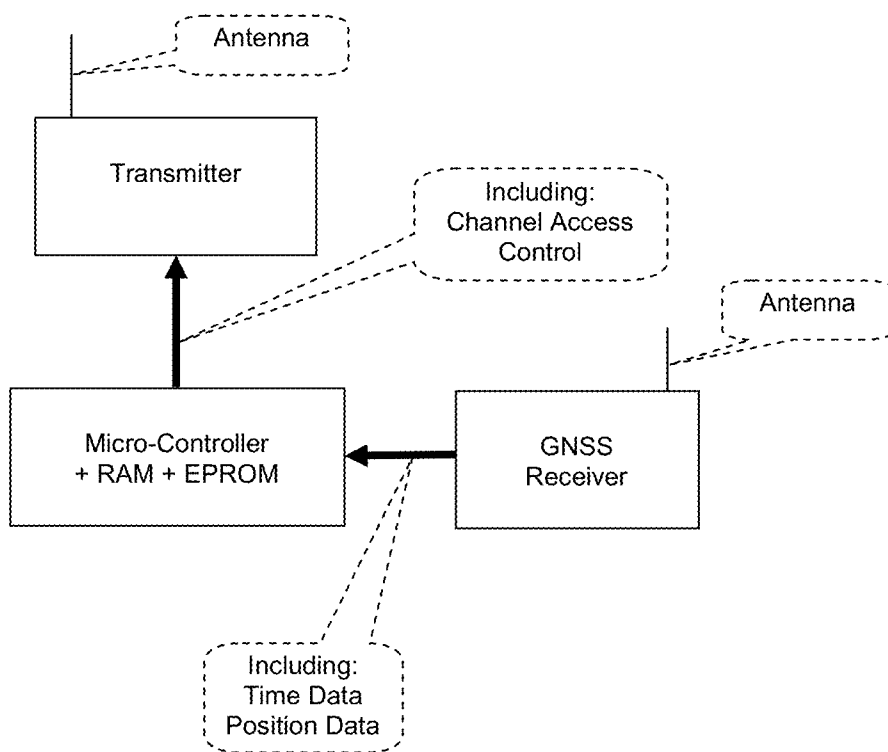 Antenna
Transmitter
Including:
Channel Access
Control
Antenna
Micro-Controller
+ RAM + EPROM
GNSS
Receiver
Including:
Time Data
Position Data